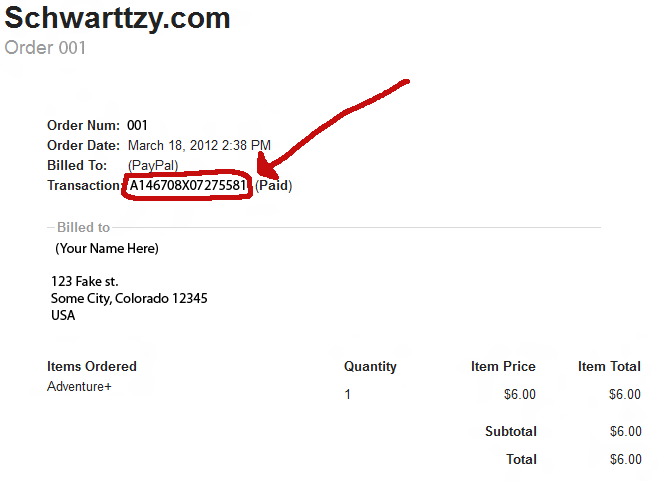 Schwarttzy.com
Order 001
Order Num: 001
Order Date: March 18, 2012 2:38 PM
Billed To: (PayPal)
Transaction: A146708X07275581 (Paid)
Billed to
(Your Name Here)
123 Fake st.
Some City, Colorado 12345
USA
Items Ordered Quantity Item Price Item Total
Adventure+ 1 $6.00 $6.00
Subtotal $6.00
Total $6.00